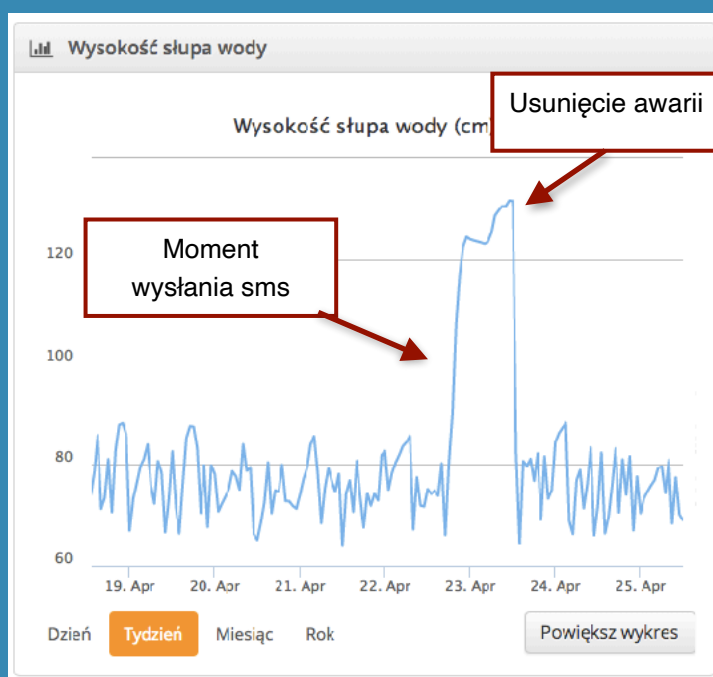 Wysokość słupa wody
Usunięcie awarii
Wysokość słupa wody (cm
Moment
wysłania sms
120
100
80
60
19. Apr 20. Apr 21. Apr 22. Apr 23. Apr 24. Apr 25. Apr
Dzień Tydzień Miesiąc Rok Powiększ wykres